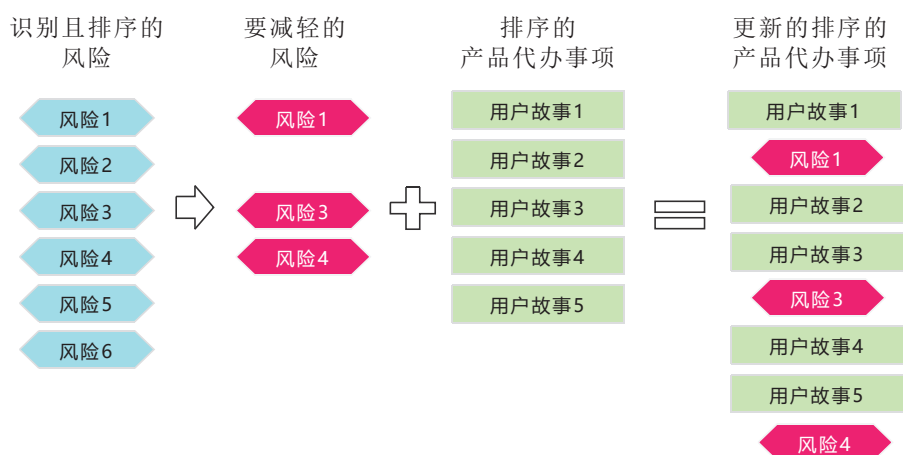 识别且排序的
风险
要减轻的
风险
排序的
产品代办事项
更新的排序的
产品代办事项
风险1
风险2
风险3
风险4
风险5
风险6
风险1
风险3
风险4
用户故事1
用户故事2
用户故事3
用户故事4
用户故事5
用户故事1
风险1
用户故事2
用户故事3
风险3
用户故事4
用户故事5
风险4